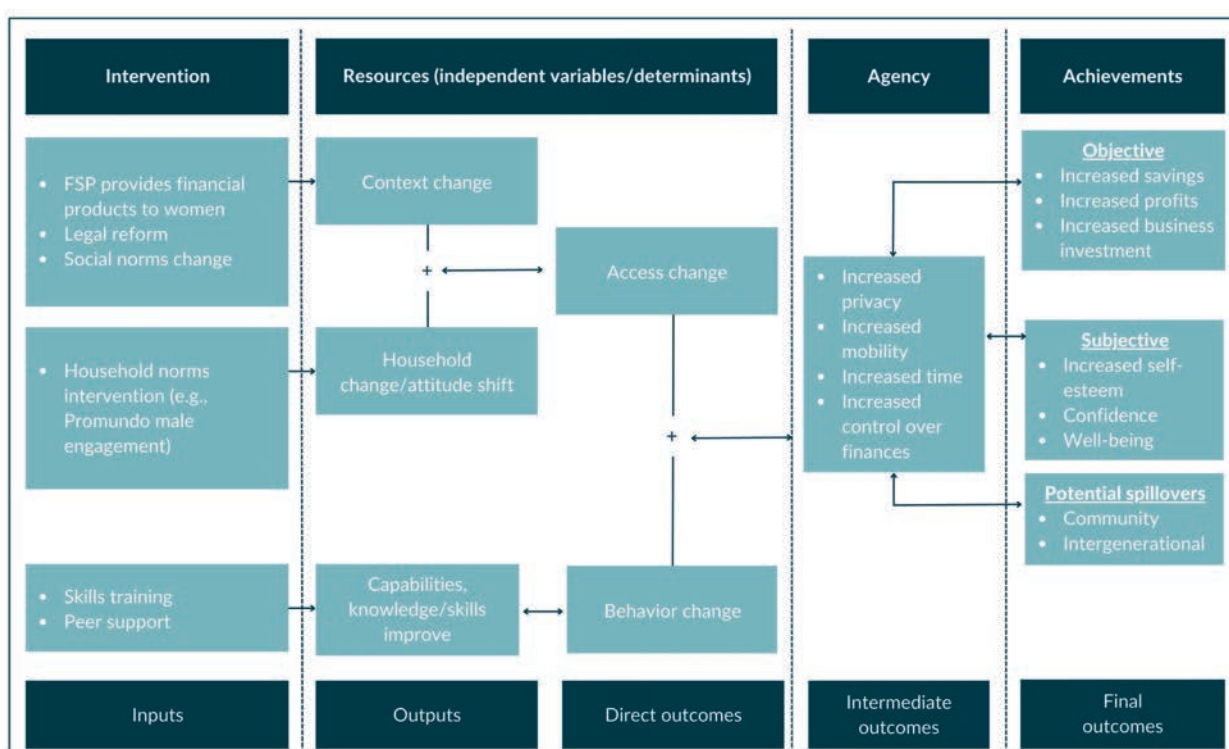 Intervention
Resources (independent variables/determinants)
Agency
Achievements
• FSP provides financial
products to women
• Legal reform
• Social norms change
Context change
+
Access change
• Household norms
intervention (e.g.,
Promundo male
engagement)
Household
change/attitude shift
+
• Skills training
• Peer support
Capabilities,
knowledge/skills
improve
Behavior change
• Increased
privacy
• Increased
mobility
• Increased time
• Increased
control over
finances
Objective
• Increased savings
• Increased profits
• Increased business
investment
Subjective
• Increased self-
esteem
• Confidence
• Well-being
Potential spillovers
• Community
• Intergenerational
Inputs
Outputs
Direct outcomes
Intermediate
outcomes
Final
outcomes